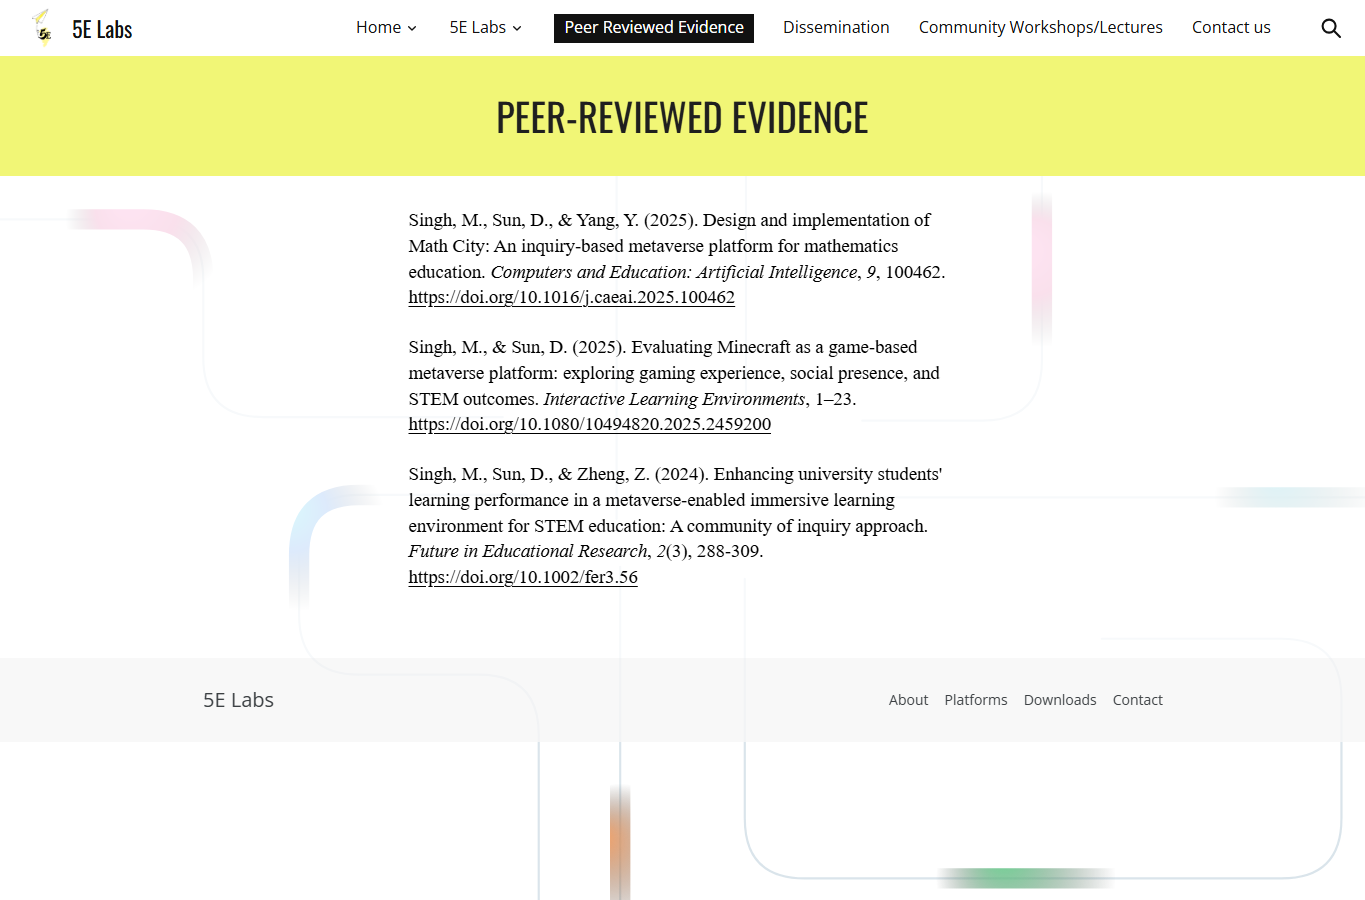 5E Labs
Home
5E Labs
Peer Reviewed Evidence
Dissemination
Community Workshops/Lectures
Contact us
PEER-REVIEWED EVIDENCE
Singh, M., Sun, D., & Yang, Y. (2025). Design and implementation of
Math City: An inquiry-based metaverse platform for mathematics
education. Computers and Education: Artificial Intelligence, 9, 100462.
https://doi.org/10.1016/j.caeai.2025.100462
Singh, M., & Sun, D. (2025). Evaluating Minecraft as a game-based
metaverse platform: exploring gaming experience, social presence, and
STEM outcomes. Interactive Learning Environments, 1–23.
https://doi.org/10.1080/10494820.2025.2459200
Singh, M., Sun, D., & Zheng, Z. (2024). Enhancing university students'
learning performance in a metaverse-enabled immersive learning
environment for STEM education: A community of inquiry approach.
Future in Educational Research, 2(3), 288-309.
https://doi.org/10.1002/fer3.56
5E Labs
About
Platforms
Downloads
Contact